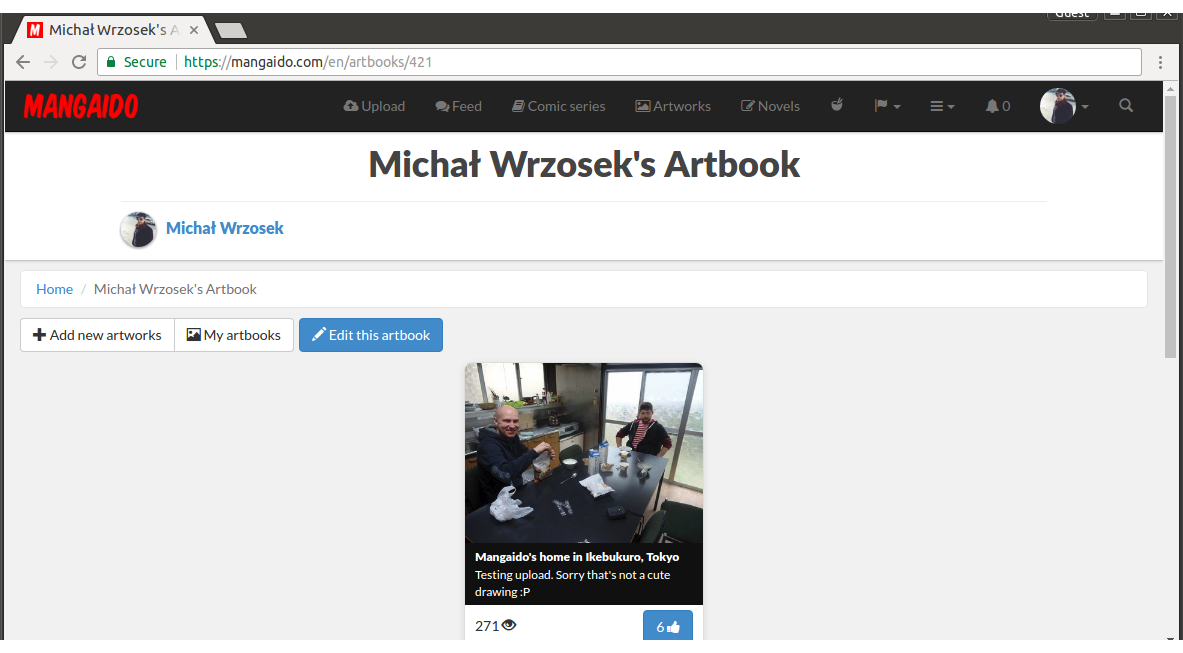 Guest
M Michał Wrzosek's A
Secure https://mangaido.com/en/artbooks/421
MANGAIDO Upload Feed Comic series Artworks Novels 0
Michał Wrzosek's Artbook
Michał Wrzosek
Home / Michał Wrzosek's Artbook
Add new artworks My artbooks Edit this artbook
Mangaido's home in Ikebukuro, Tokyo
Testing upload. Sorry that's not a cute
drawing :P
271 6